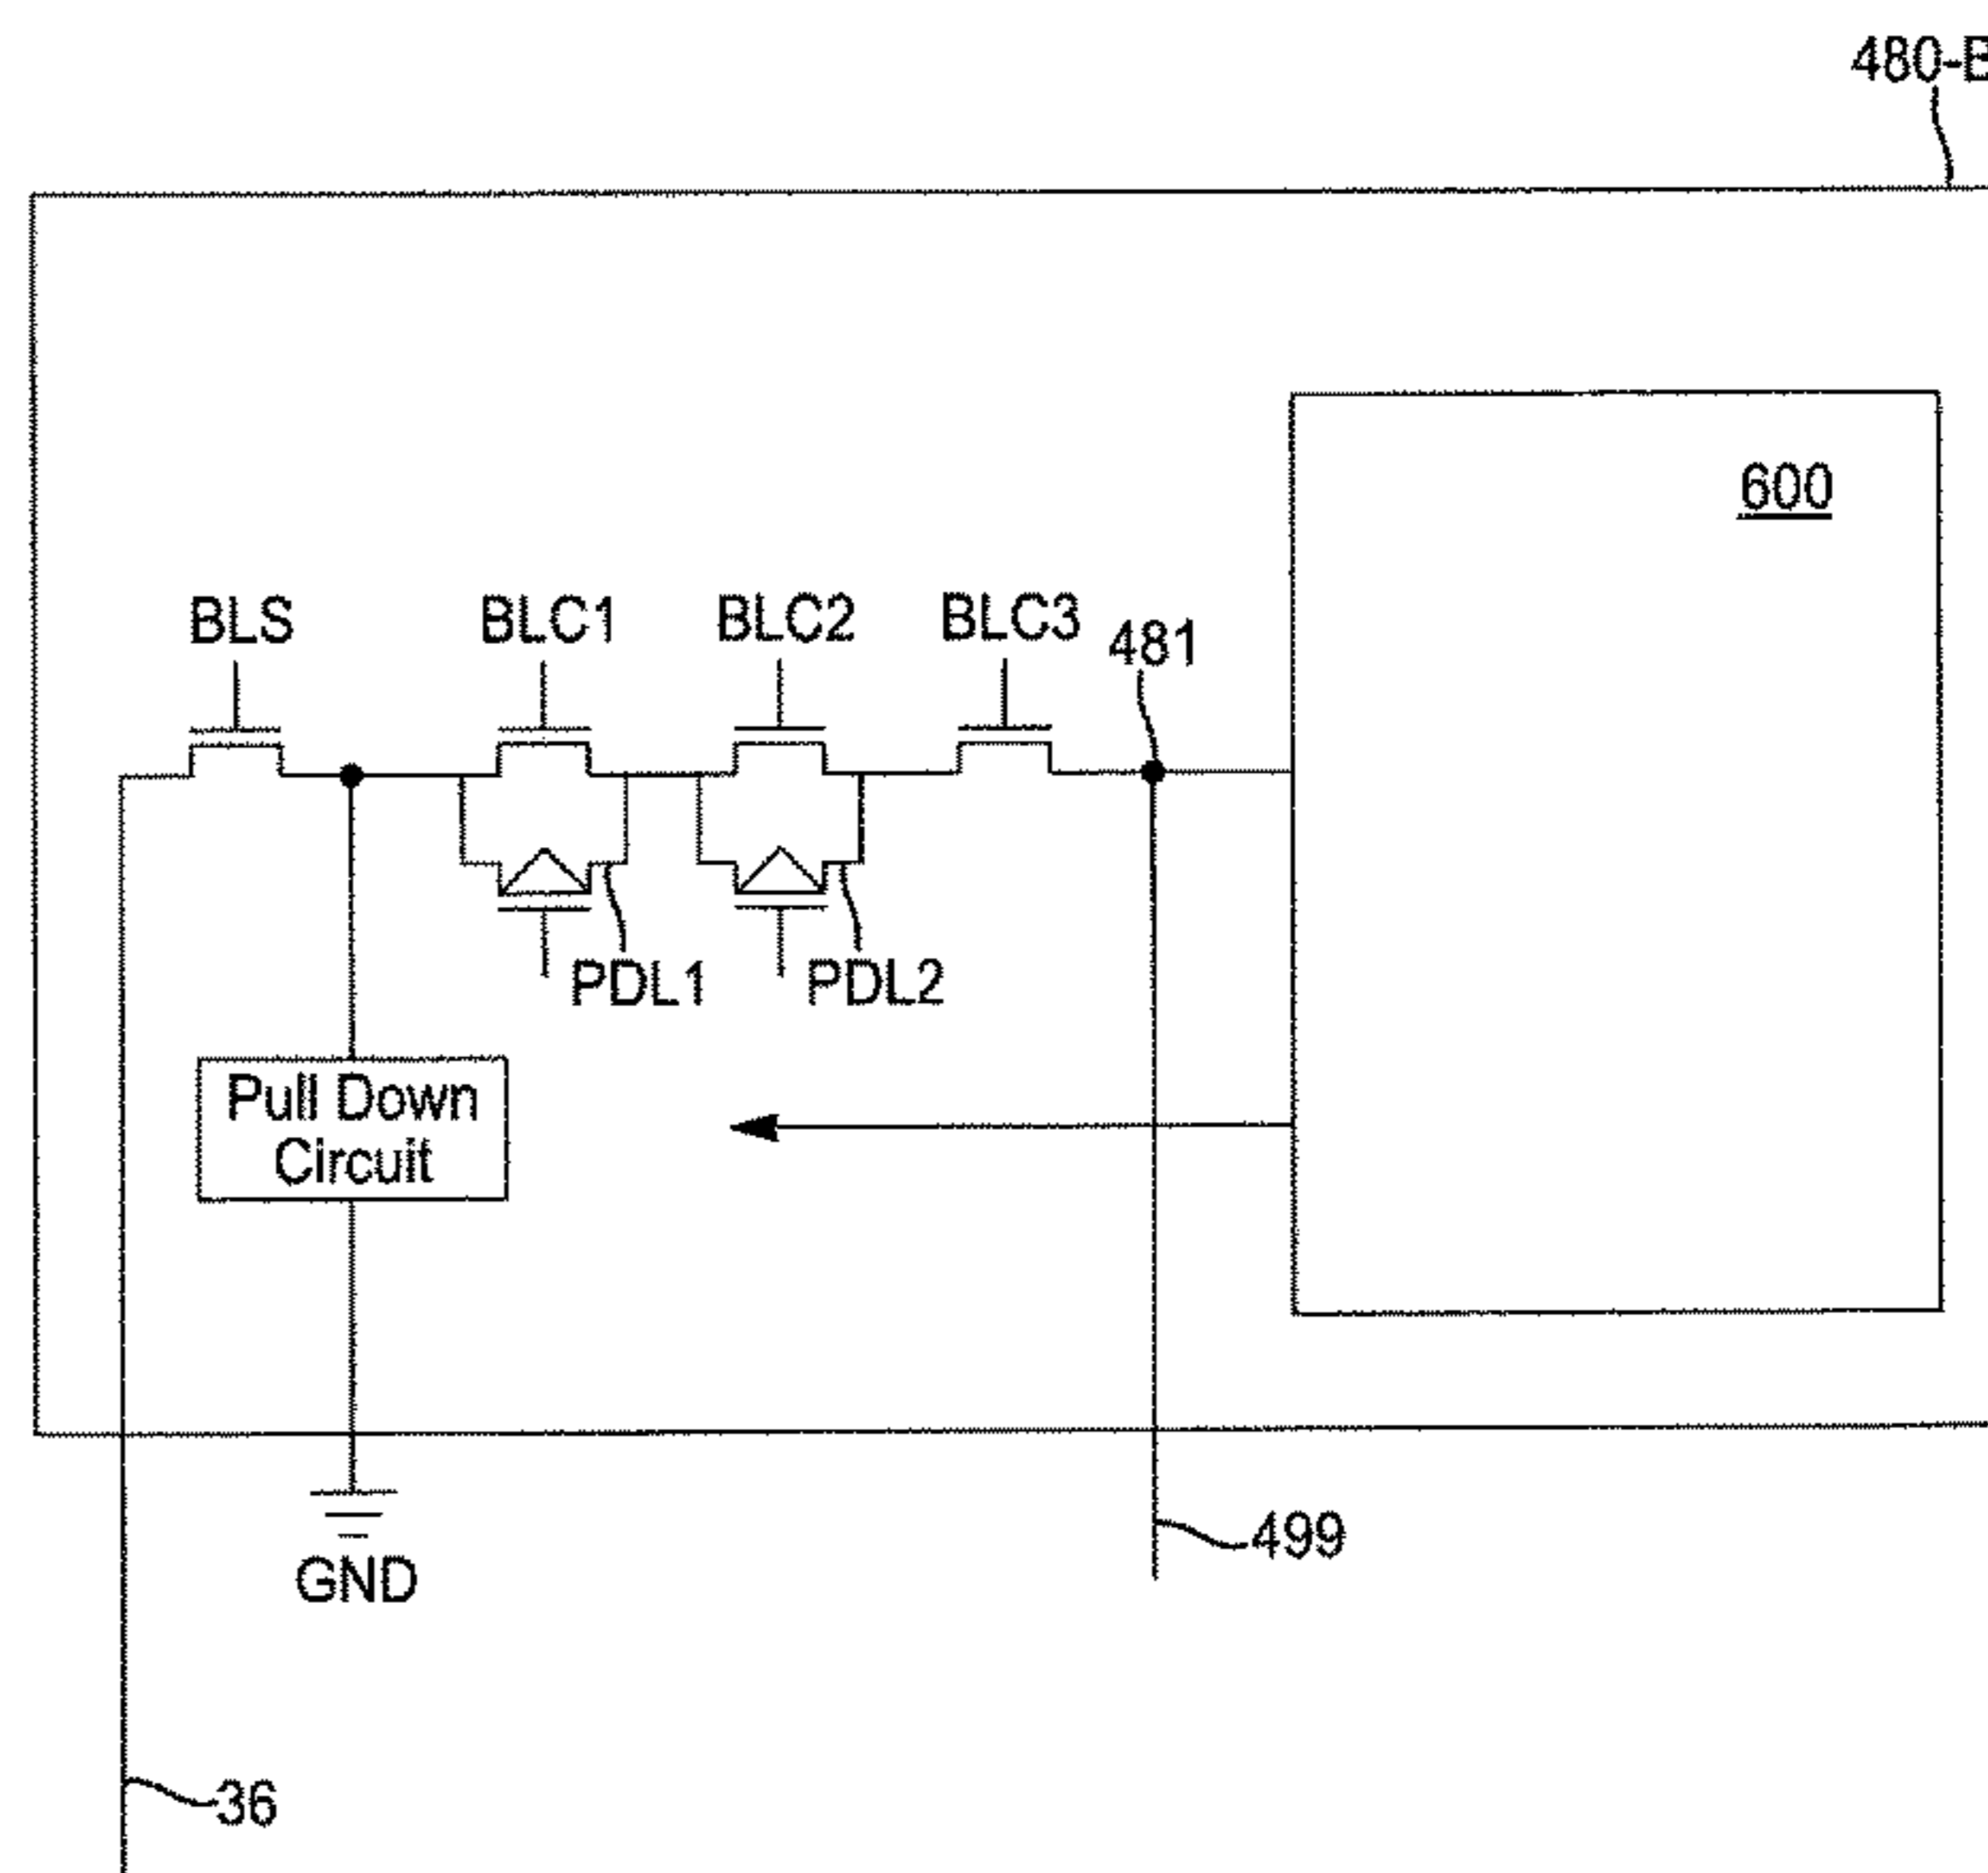 480-B
600
BLS
BLC1
BLC2
BLC3
481
PDL1
PDL2
Pull Down
Circuit
499
GND
36